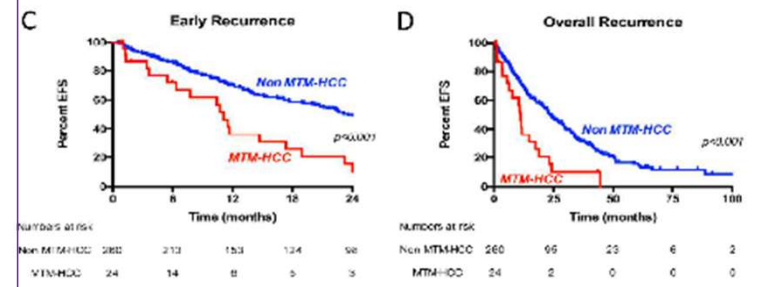 C
Early Recurrence
100
80
60
40
20
0
Percent EFS
Non MTM-HCC
p<0.001
MTM-HCC
0 6 12 18 24
Time (months)
Numbers at risk
Non MTM-HCC 260 213 153 124 98
MTM-HCC 24 14 8 5 3
D
Overall Recurrence
100
80
60
40
20
0
Percent EFS
Non MTM-HCC
p<0.001
MTM-HCC
0 25 50 75 100
Time (months)
Numbers at risk
Non MTM-HCC 260 95 23 6 2
MTM-HCC 24 2 0 0 0